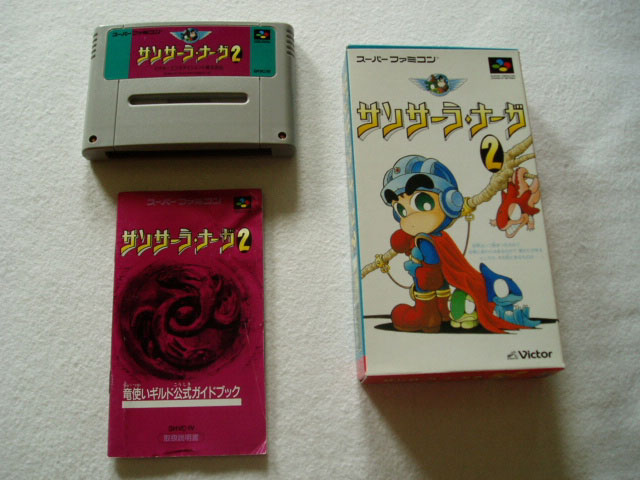 スーパーファミコン
サンサーラ・ナーガ2
スーパーファミコン
サンサーラ・ナーガ2
竜使いギルド公式ガイドブック
SHVC-IV
取扱説明書
スーパーファミコン
サンサーラ・ナーガ
2
Victor